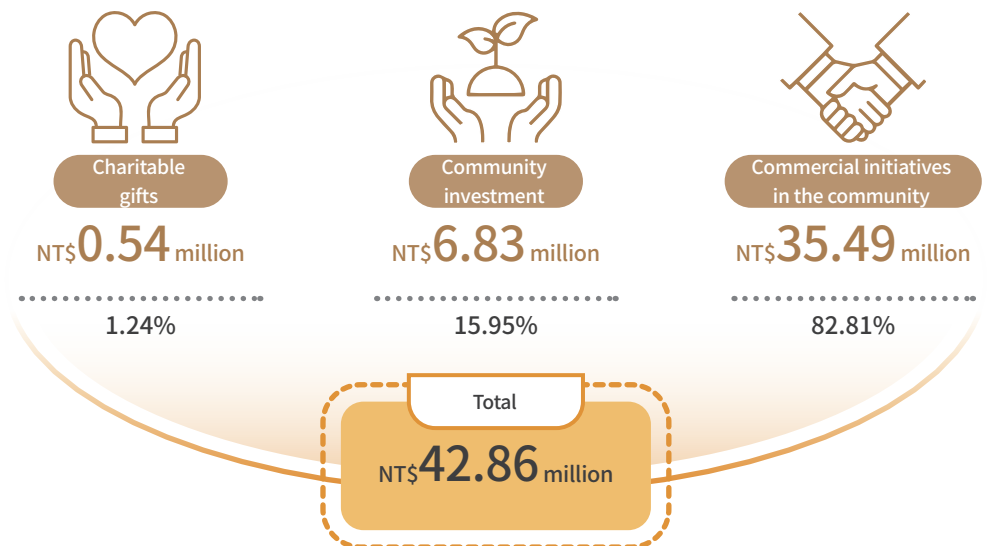 Charitable
gifts
NT$0.54 million
1.24%
Community
investment
NT$6.83 million
15.95%
Commercial initiatives
in the community
NT$35.49 million
82.81%
Total
NT$42.86 million